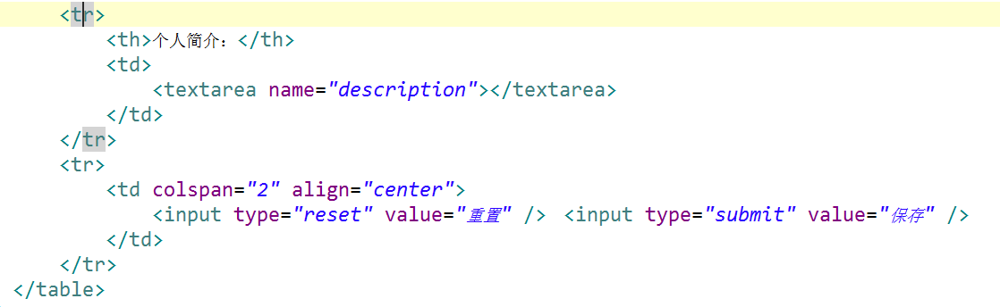 <tr>
<th>个人简介：</th>
<td>
<textarea name="description"></textarea>
</td>
</tr>
<tr>
<td colspan="2" align="center">
<input type="reset" value="重置" /> <input type="submit" value="保存" />
</td>
</tr>
</table>